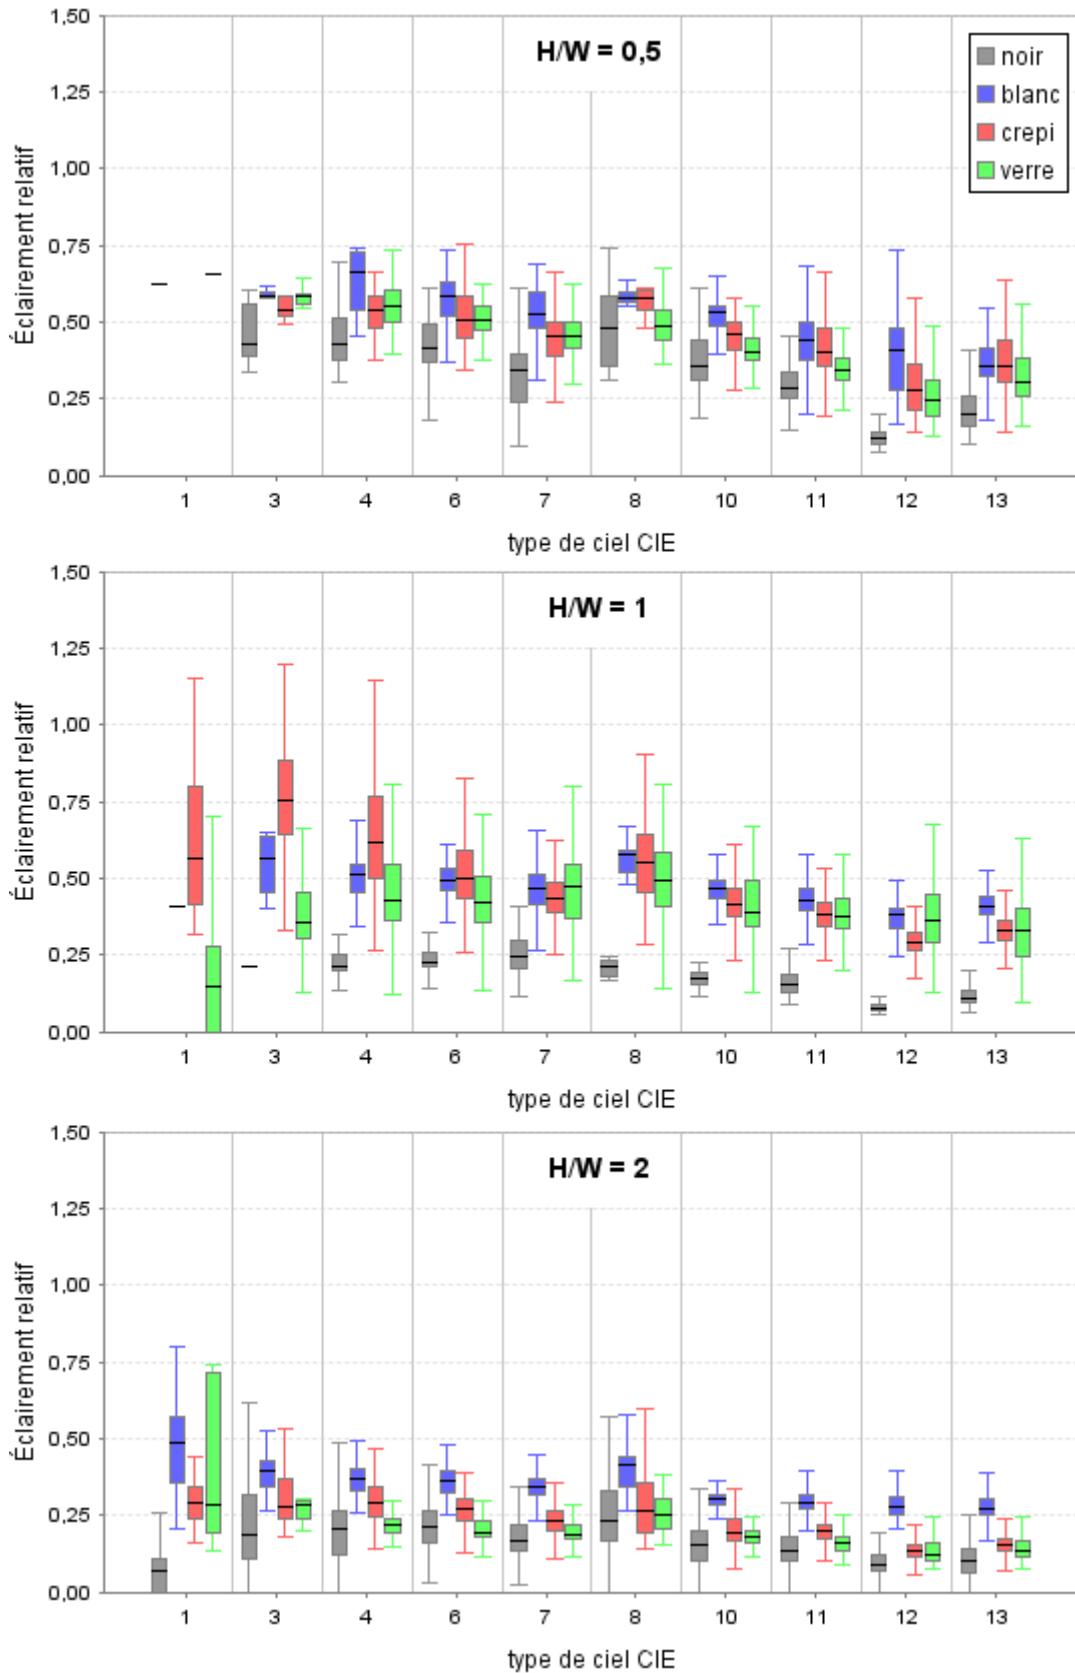 1,50
H/W = 0,5
noir
blanc
crepi
verre
1,25
1,00
0,75
0,50
0,25
0,00
Éclairement relatif
1 3 4 6 7 8 10 11 12 13
type de ciel CIE
1,50
H/W = 1
1,25
1,00
0,75
0,50
0,25
0,00
Éclairement relatif
1 3 4 6 7 8 10 11 12 13
type de ciel CIE
1,50
H/W = 2
1,25
1,00
0,75
0,50
0,25
0,00
Éclairement relatif
1 3 4 6 7 8 10 11 12 13
type de ciel CIE